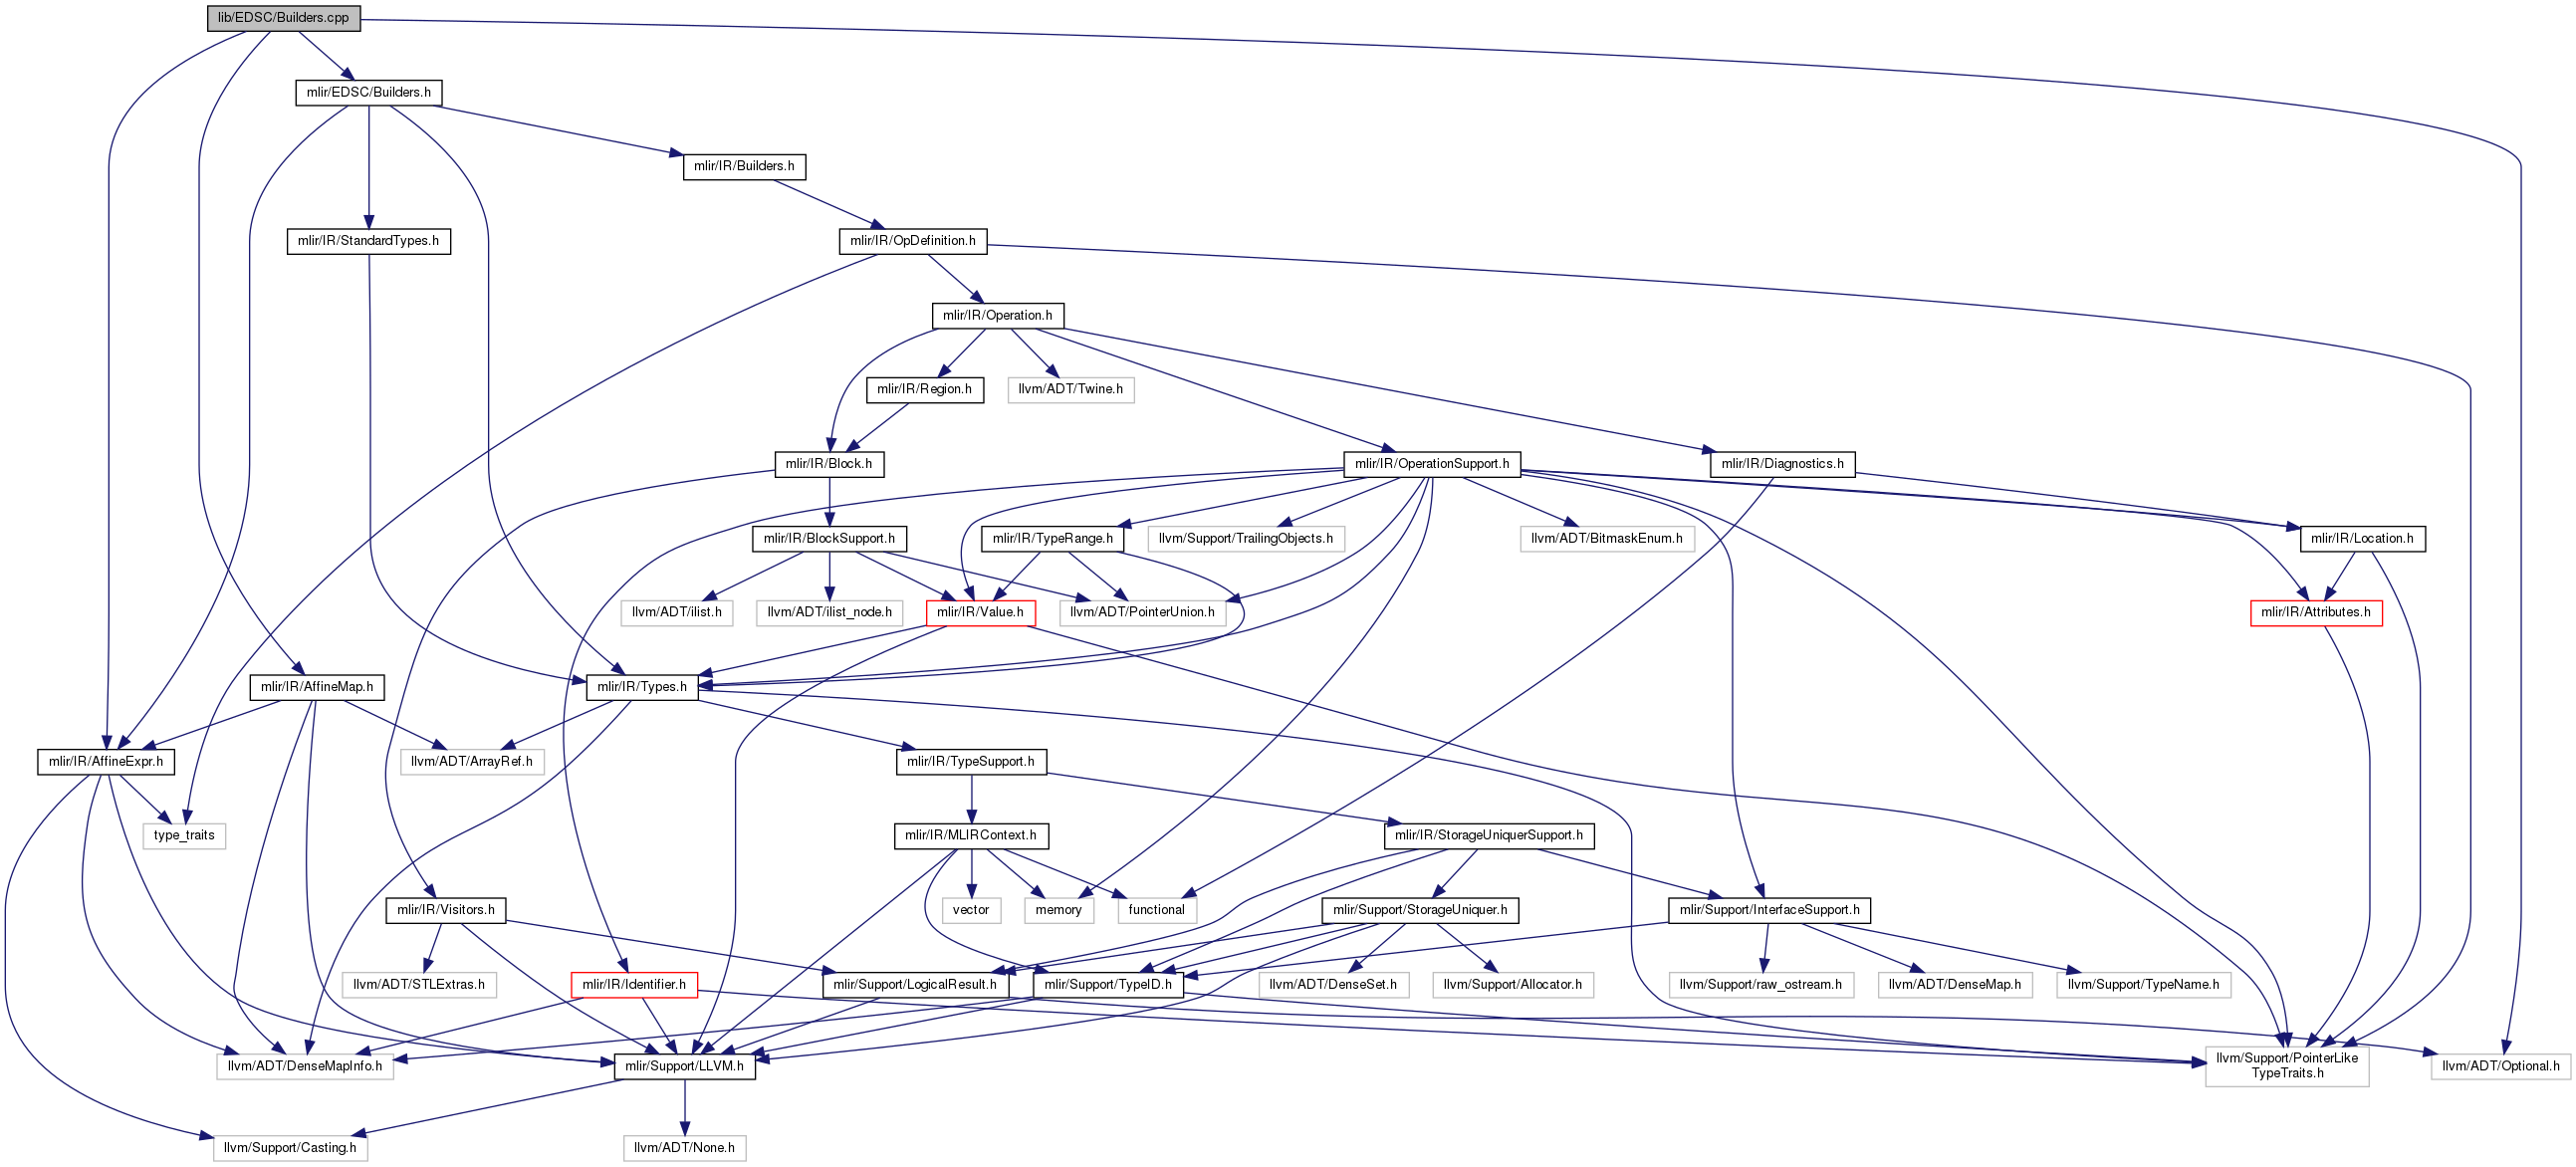 lib/EDSC/Builders.cpp
mlir/EDSC/Builders.h
mlir/IR/Builders.h
mlir/IR/StandardTypes.h
mlir/IR/OpDefinition.h
mlir/IR/Operation.h
mlir/IR/Region.h
llvm/ADT/Twine.h
mlir/IR/Block.h
mlir/IR/OperationSupport.h
mlir/IR/Diagnostics.h
mlir/IR/BlockSupport.h
mlir/IR/TypeRange.h
llvm/Support/TrailingObjects.h
llvm/ADT/BitmaskEnum.h
mlir/IR/Location.h
llvm/ADT/ilist.h
llvm/ADT/ilist_node.h
mlir/IR/Value.h
llvm/ADT/PointerUnion.h
mlir/IR/Attributes.h
mlir/IR/AffineMap.h
mlir/IR/Types.h
mlir/IR/AffineExpr.h
llvm/ADT/ArrayRef.h
mlir/IR/TypeSupport.h
type_traits
mlir/IR/MLIRContext.h
mlir/IR/StorageUniquerSupport.h
mlir/IR/Visitors.h
vector
memory
functional
mlir/Support/StorageUniquer.h
mlir/Support/InterfaceSupport.h
llvm/ADT/STLExtras.h
mlir/IR/Identifier.h
mlir/Support/LogicalResult.h
mlir/Support/TypeID.h
llvm/ADT/DenseSet.h
llvm/Support/Allocator.h
llvm/Support/raw_ostream.h
llvm/ADT/DenseMap.h
llvm/Support/TypeName.h
llvm/ADT/DenseMapInfo.h
mlir/Support/LLVM.h
llvm/Support/PointerLike
TypeTraits.h
llvm/ADT/Optional.h
llvm/Support/Casting.h
llvm/ADT/None.h